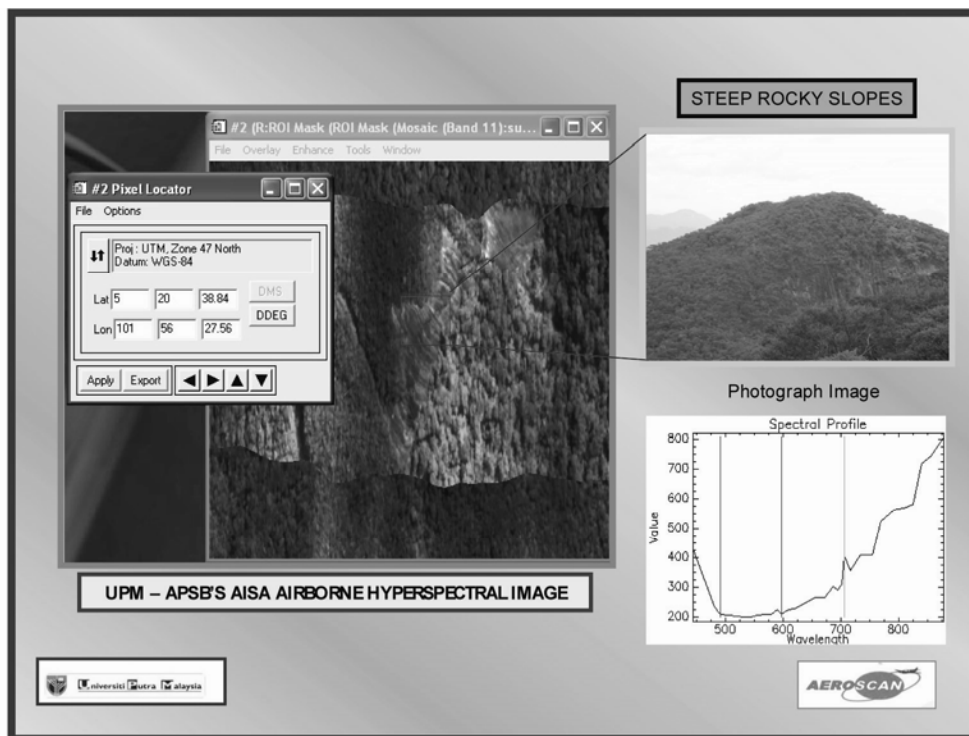 STEEP ROCKY SLOPES
#2 (R:ROI Mask (ROI Mask (Mosaic (Band 11):su...
File Overlay Enhance Tools Window
#2 Pixel Locator
File Options
Proj: UTM, Zone 47 North
Datum: WGS-84
Lat 5 20 38.84
DMS
DDEG
Lon 101 56 27.56
Apply Export
Photograph Image
Spectral Profile
800
700
600
500
400
300
200
Value
500 600 700 800
Wavelength
UPM – APSB'S AISA AIRBORNE HYPERSPECTRAL IMAGE
Universiti Putra Malaysia
AEROSCAN